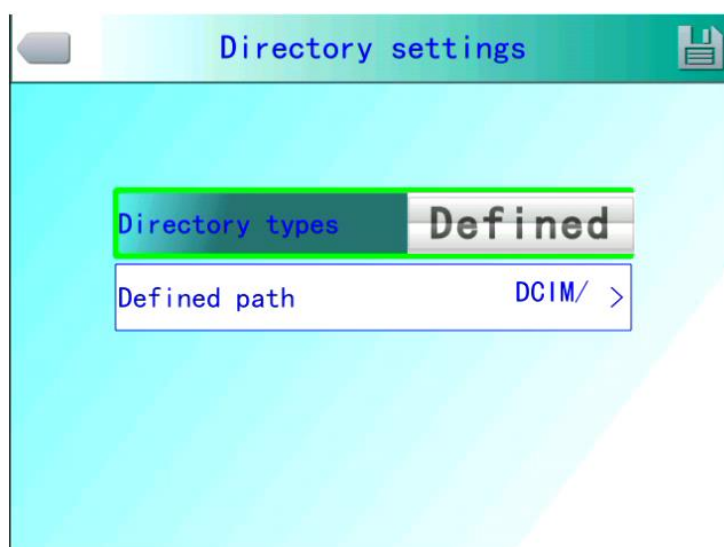 Directory settings
Directory types Defined
Defined path DCIM/ >